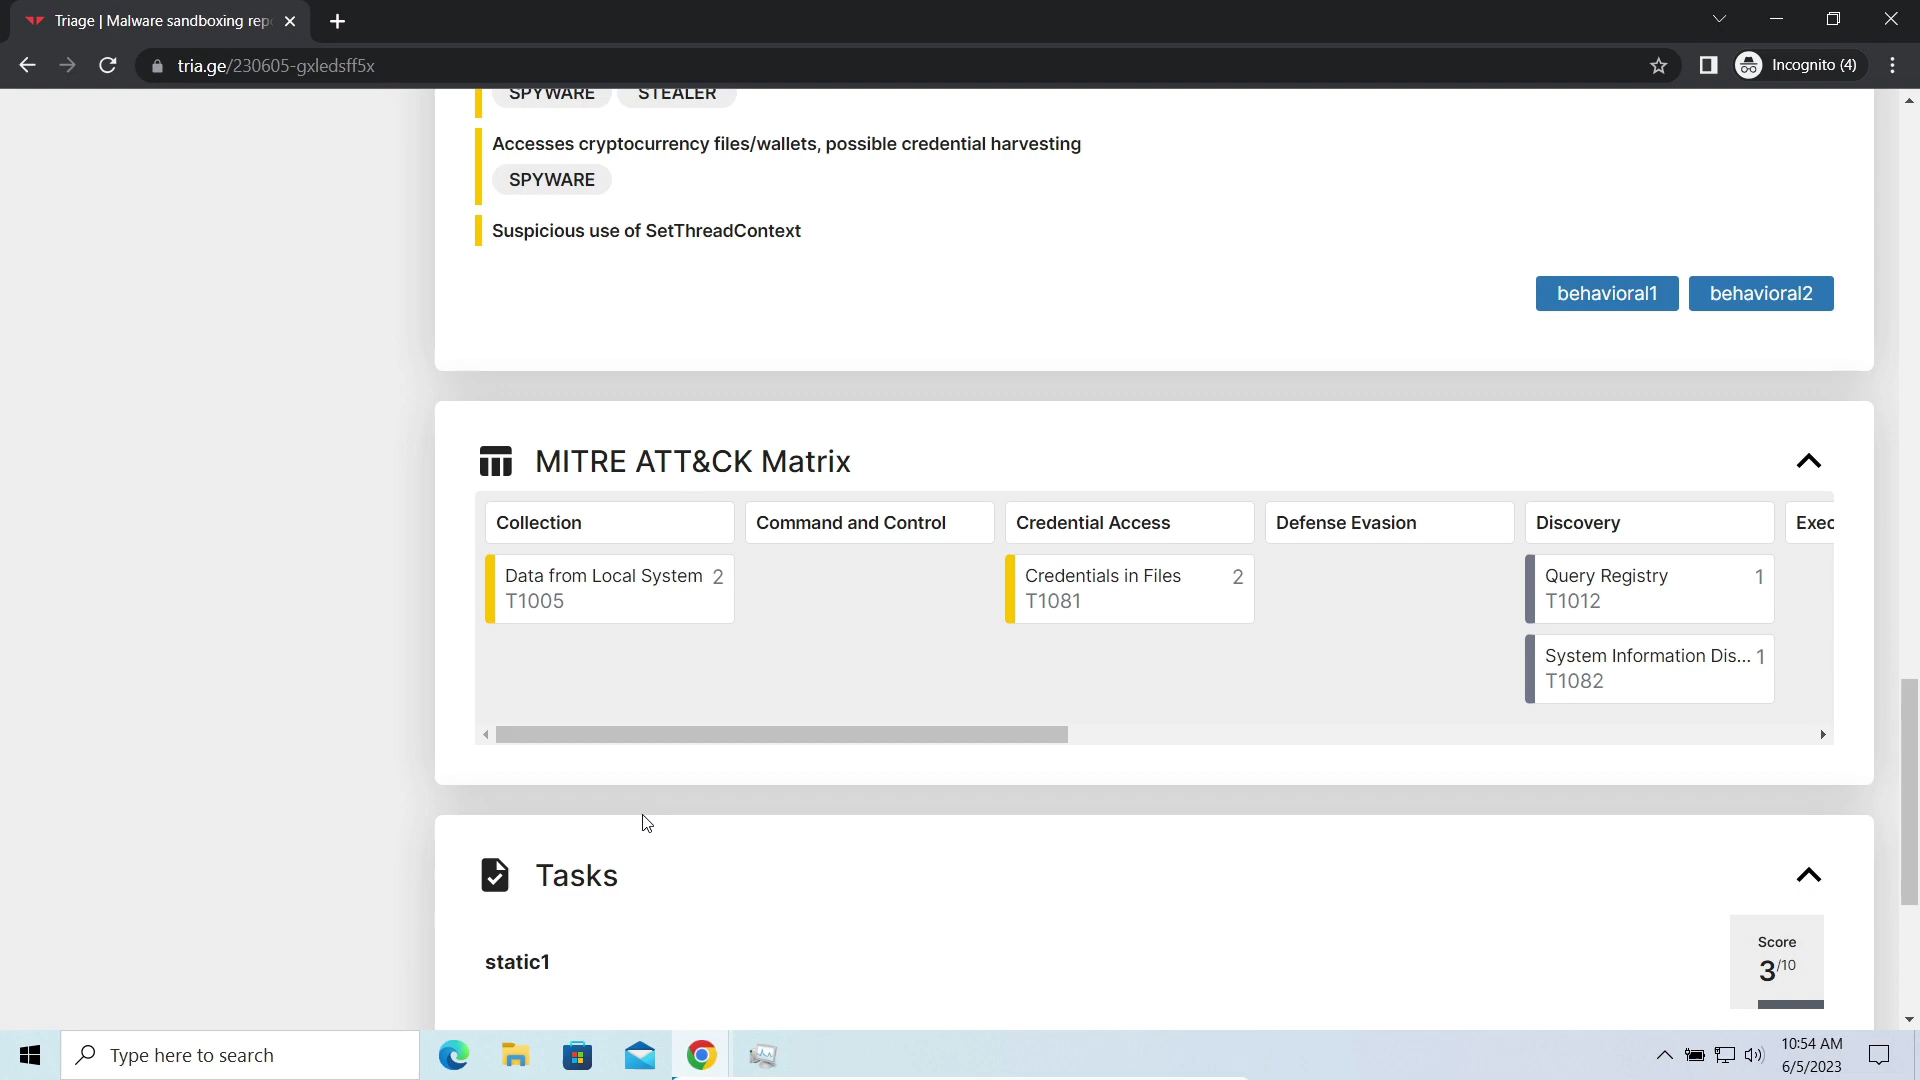 Triage | Malware sandboxing rep
tria.ge/230605-gxledsff5x
Incognito (4)
SPYWARE STEALER
Accesses cryptocurrency files/wallets, possible credential harvesting
SPYWARE
Suspicious use of SetThreadContext
behavioral1 behavioral2
MITRE ATT&CK Matrix
Collection Command and Control Credential Access Defense Evasion Discovery Exec
Data from Local System 2 Credentials in Files 2 Query Registry 1
T1005 T1081 T1012
System Information Dis... 1
T1082
Tasks
Score
static1
3/10
Type here to search
10:54 AM
6/5/2023